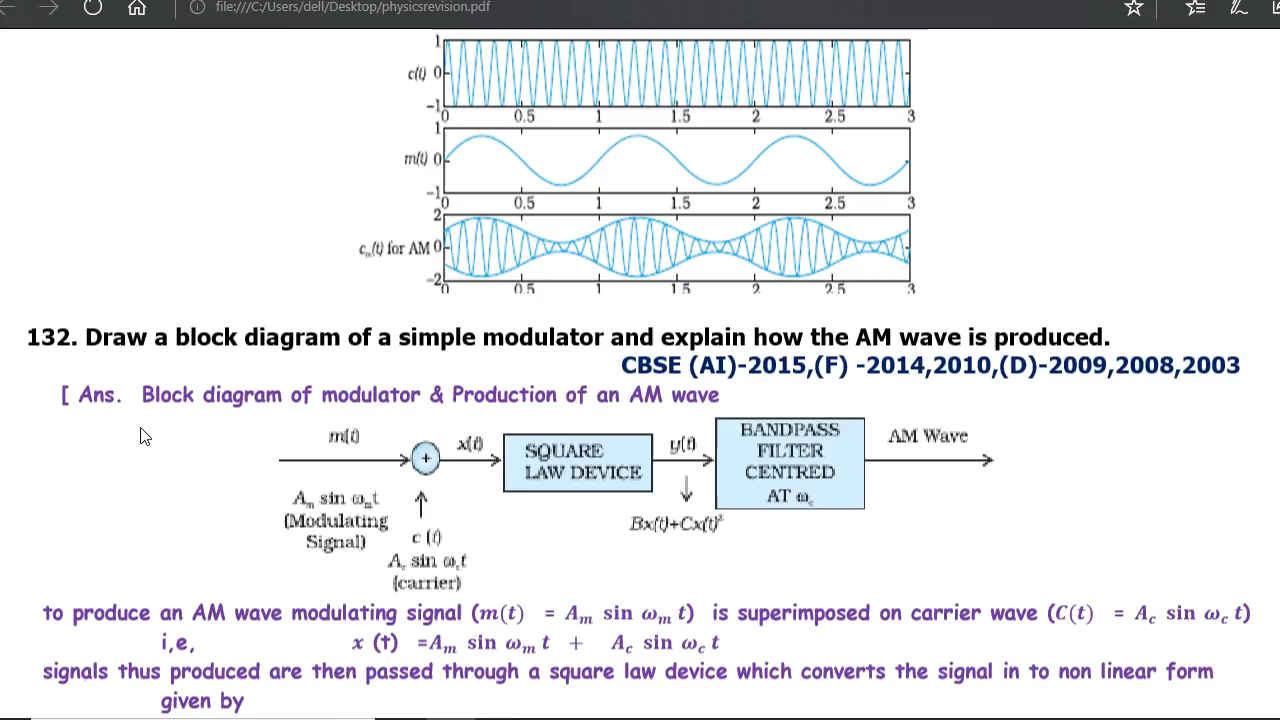 file:///C:/Users/dell/Desktop/physicsrevision.pdf
1
c(t) 0
−1
0 0.5 1 1.5 2 2.5 3
1
m(t) 0
−1
0 0.5 1 1.5 2 2.5 3
2
cₘ(t) for AM 0
−2
0 0.5 1 1.5 2 2.5 3
132. Draw a block diagram of a simple modulator and explain how the AM wave is produced.
CBSE (AI)-2015,(F) -2014,2010,(D)-2009,2008,2003
[ Ans. Block diagram of modulator & Production of an AM wave
m(t)
+
x(t)
SQUARE
LAW DEVICE
y(t)
BANDPASS
FILTER
CENTRED
AT ω꜀
AM Wave
Aₘ sin ωₘt
(Modulating
Signal)
c (t)
A꜀ sin ω꜀t
(carrier)
Bx(t)+Cx(t)²
to produce an AM wave modulating signal (m(t) = Aₘ sin ωₘ t) is superimposed on carrier wave (C(t) = A꜀ sin ω꜀ t)
i,e, x (t) =Aₘ sin ωₘ t + A꜀ sin ω꜀ t
signals thus produced are then passed through a square law device which converts the signal in to non linear form
given by